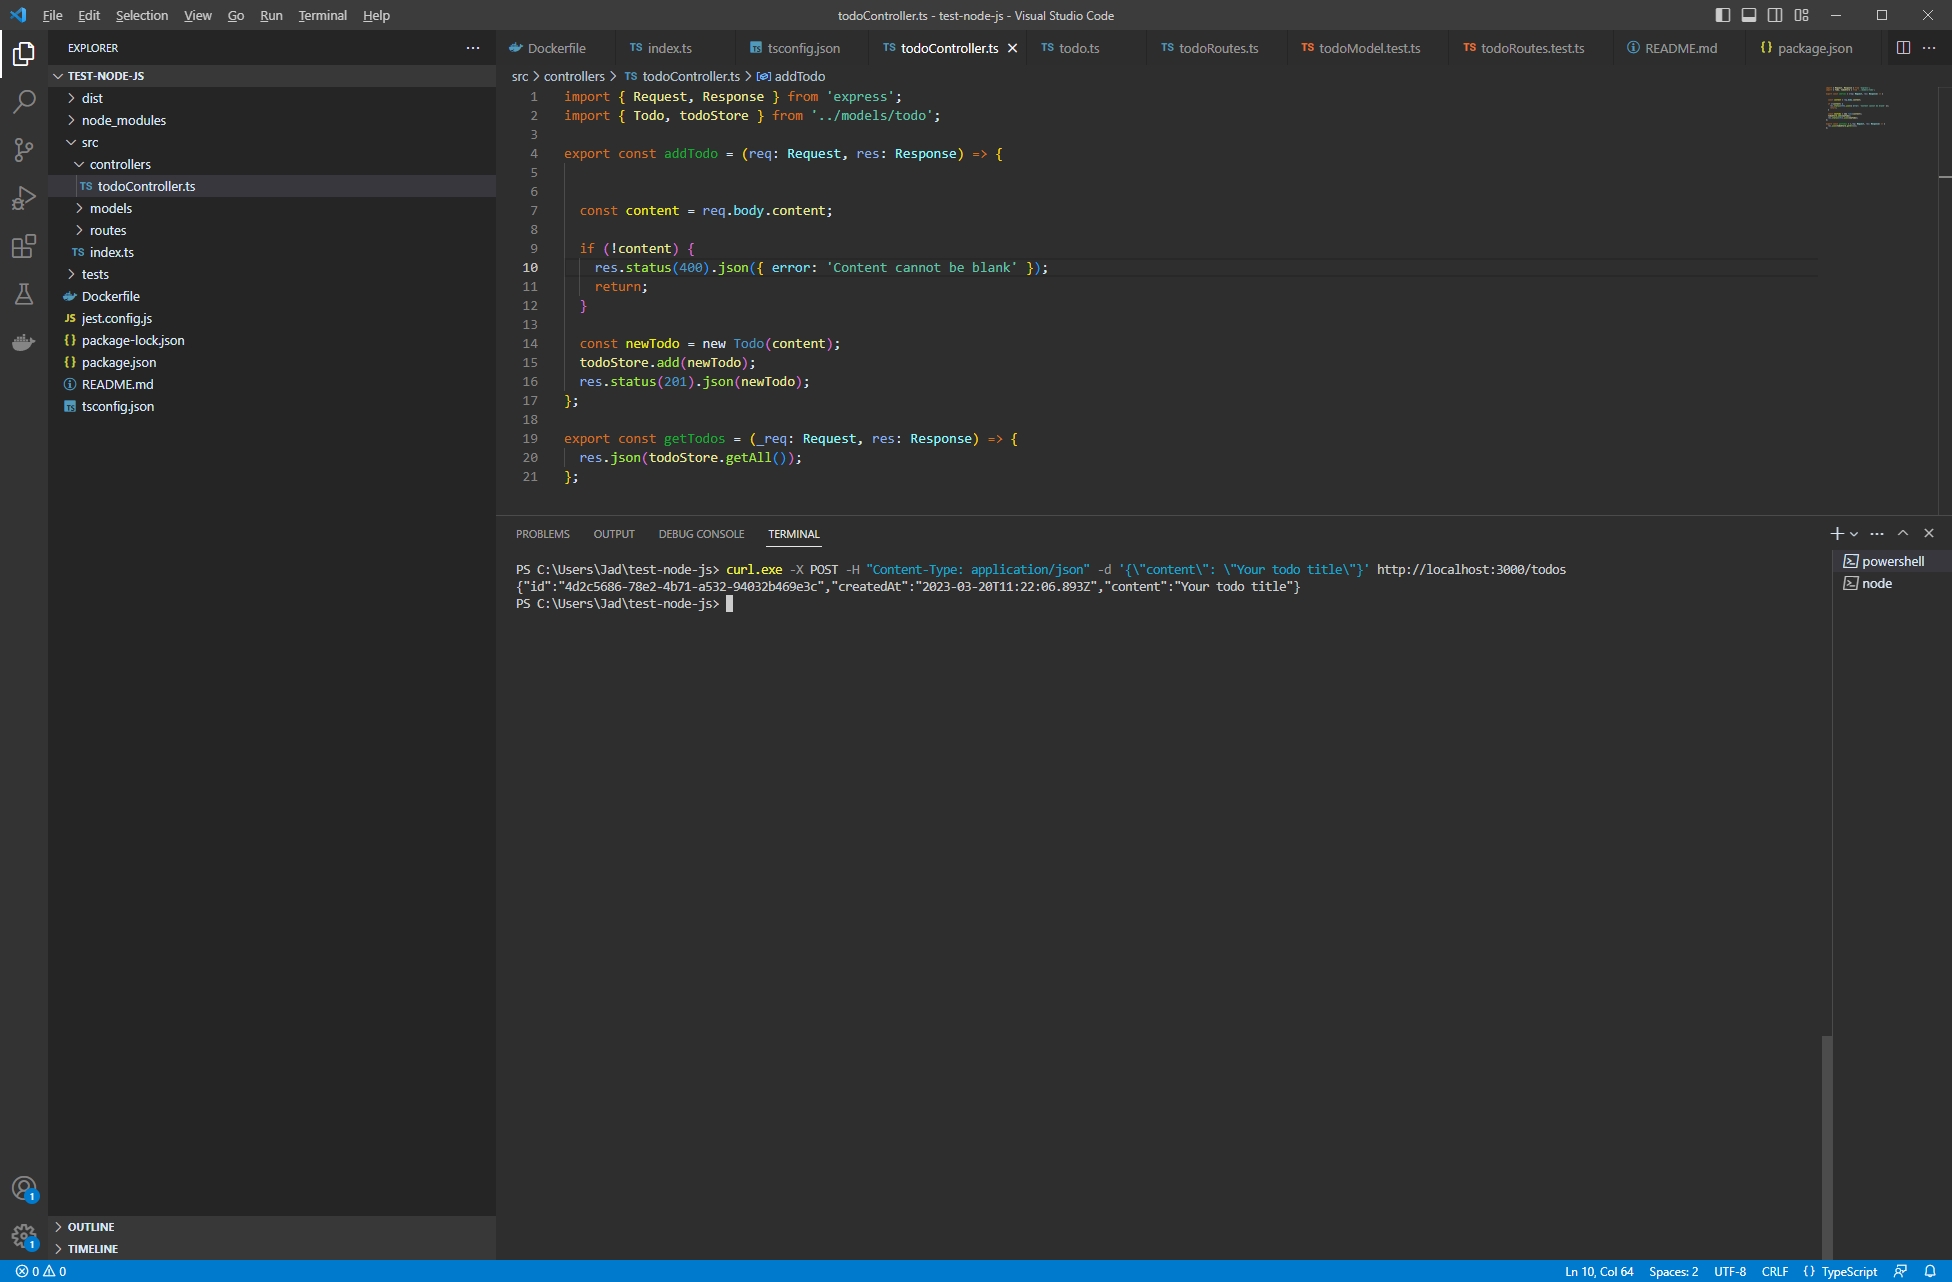 File Edit Selection View Go Run Terminal Help
todoController.ts - test-node-js - Visual Studio Code
EXPLORER
TEST-NODE-JS
dist
node_modules
src
controllers
TS todoController.ts
models
routes
TS index.ts
tests
Dockerfile
JS jest.config.js
{} package-lock.json
{} package.json
README.md
TS tsconfig.json
OUTLINE
TIMELINE
1
1
Dockerfile TS index.ts TS tsconfig.json TS todoController.ts TS todo.ts TS todoRoutes.ts TS todoModel.test.ts TS todoRoutes.test.ts README.md {} package.json
src > controllers > TS todoController.ts > addTodo
1 import { Request, Response } from 'express';
2 import { Todo, todoStore } from '../models/todo';
3
4 export const addTodo = (req: Request, res: Response) => {
5
6
7 const content = req.body.content;
8
9 if (!content) {
10 res.status(400).json({ error: 'Content cannot be blank' });
11 return;
12 }
13
14 const newTodo = new Todo(content);
15 todoStore.add(newTodo);
16 res.status(201).json(newTodo);
17 };
18
19 export const getTodos = (_req: Request, res: Response) => {
20 res.json(todoStore.getAll());
21 };
PROBLEMS OUTPUT DEBUG CONSOLE TERMINAL
PS C:\Users\Jad\test-node-js> curl.exe -X POST -H "Content-Type: application/json" -d '{\"content\": \"Your todo title\"}' http://localhost:3000/todos
{"id":"4d2c5686-78e2-4b71-a532-94032b469e3c","createdAt":"2023-03-20T11:22:06.893Z","content":"Your todo title"}
PS C:\Users\Jad\test-node-js>
powershell
node
0 0
Ln 10, Col 64 Spaces: 2 UTF-8 CRLF {} TypeScript